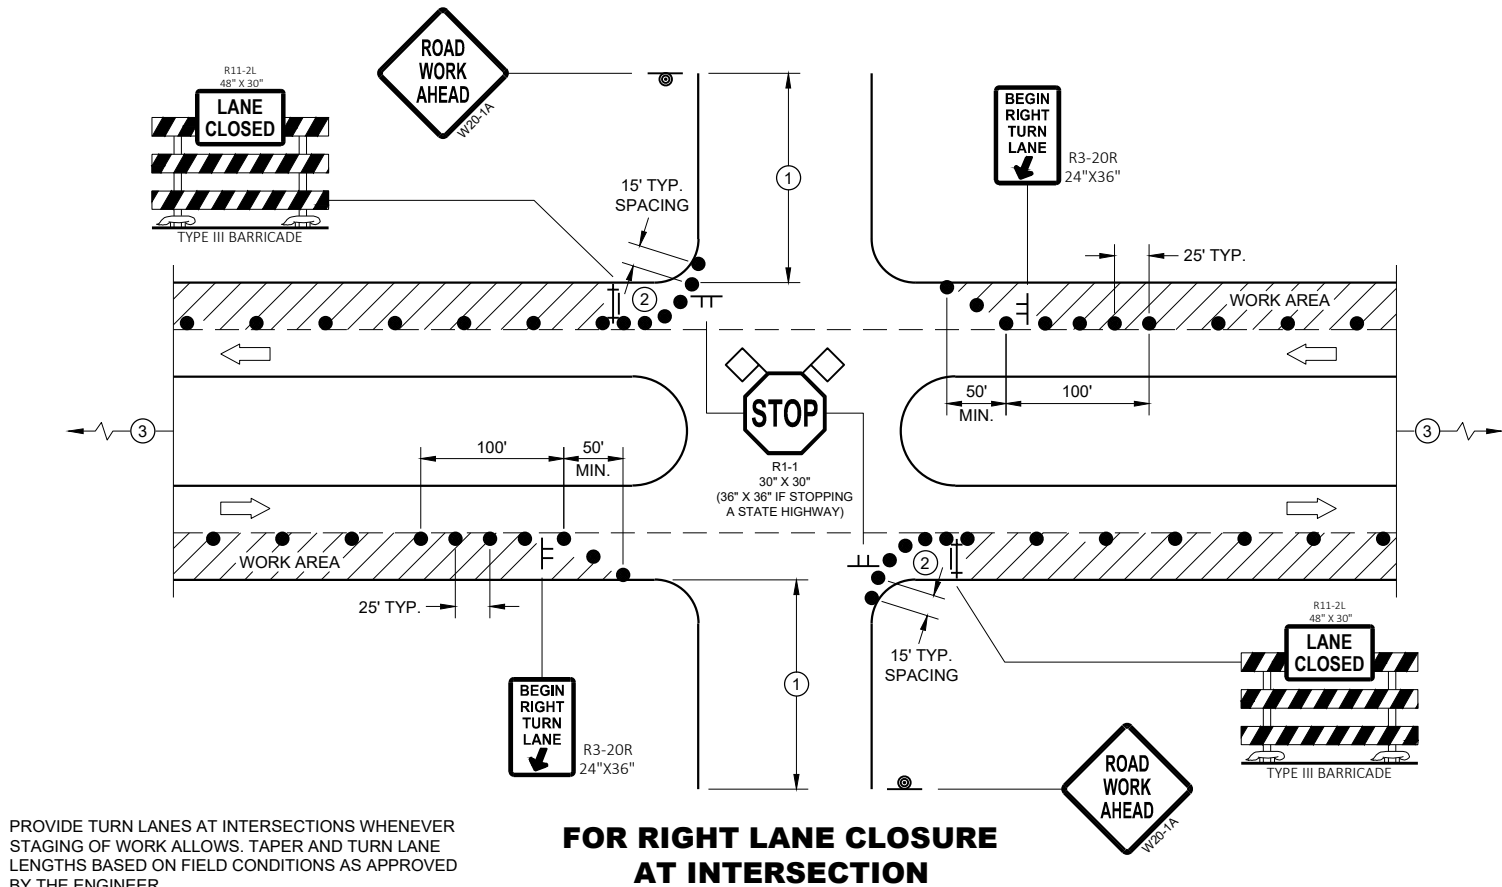 ROAD
WORK
AHEAD
W20-1A
R11-2L
48" X 30"
LANE
CLOSED
TYPE III BARRICADE
15' TYP.
SPACING
1
BEGIN
RIGHT
TURN
LANE
R3-20R
24"X36"
25' TYP.
2
WORK AREA
50'
MIN.
100'
3
STOP
R1-1
30" X 30"
(36" X 36" IF STOPPING
A STATE HIGHWAY)
3
100'
50'
MIN.
WORK AREA
25' TYP.
2
15' TYP.
SPACING
1
BEGIN
RIGHT
TURN
LANE
R3-20R
24"X36"
R11-2L
48" X 30"
LANE
CLOSED
TYPE III BARRICADE
ROAD
WORK
AHEAD
W20-1A
PROVIDE TURN LANES AT INTERSECTIONS WHENEVER
STAGING OF WORK ALLOWS. TAPER AND TURN LANE
LENGTHS BASED ON FIELD CONDITIONS AS APPROVED
BY THE ENGINEER
FOR RIGHT LANE CLOSURE
AT INTERSECTION